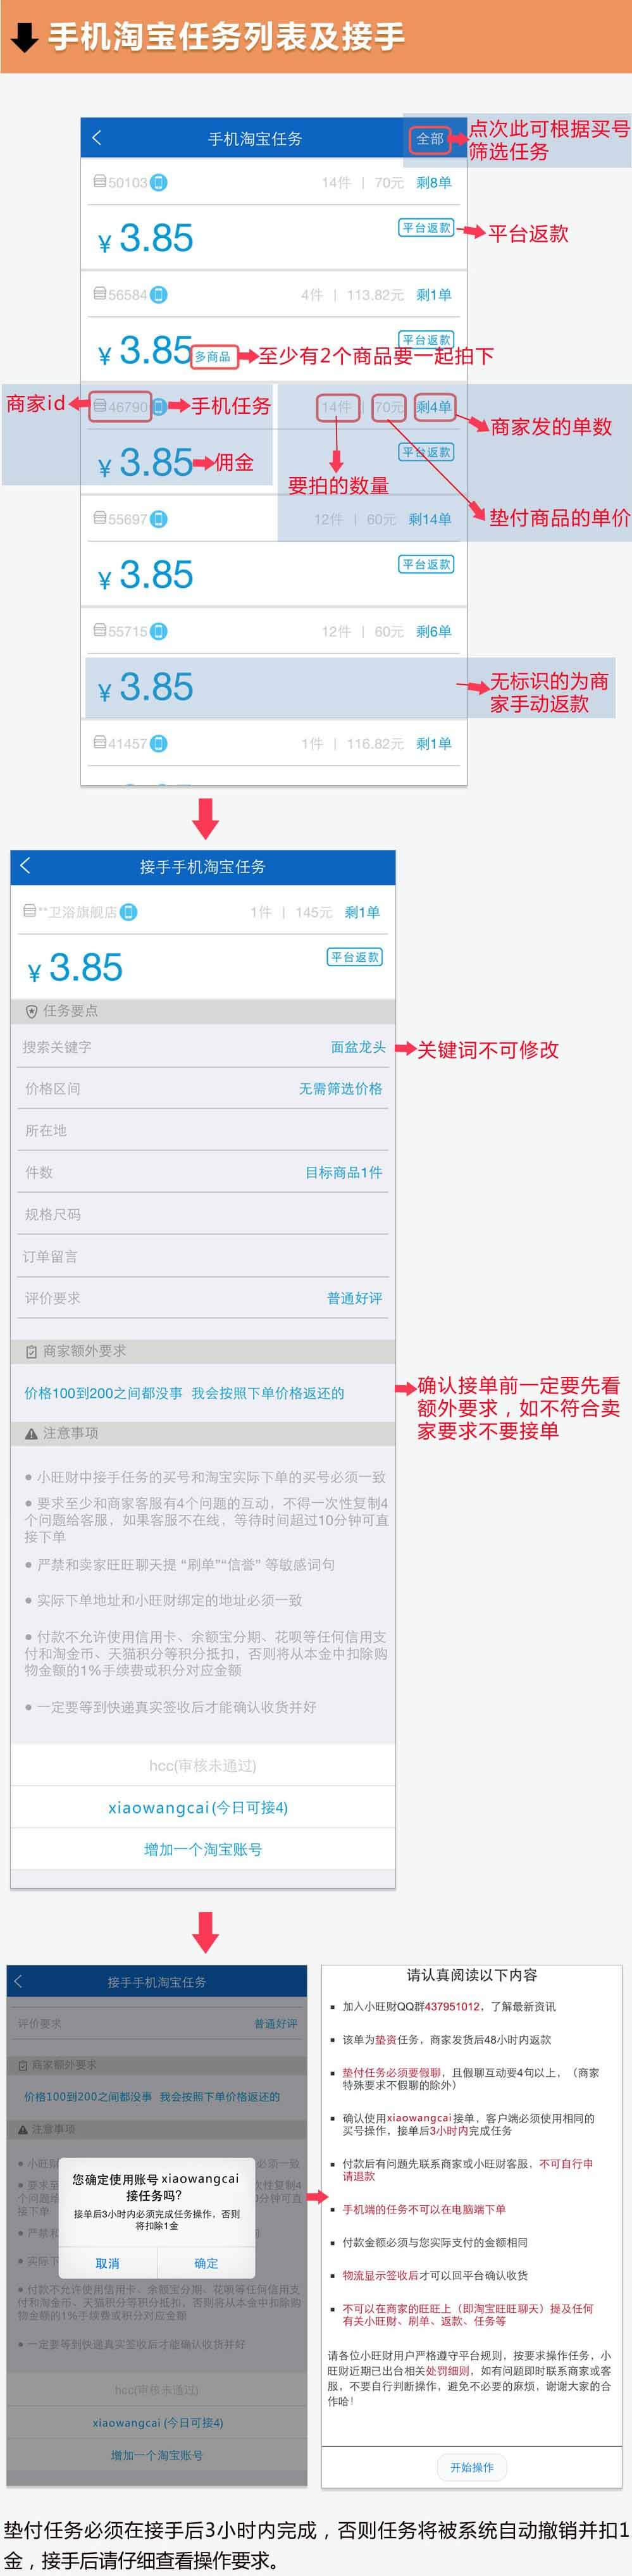 手机淘宝任务列表及接手
手机淘宝任务
全部
点次此可根据买号
筛选任务
50103
14件 | 70元 剩8单
¥ 3.85
平台返款
平台返款
56584
4件 | 113.82元 剩1单
¥ 3.85
多商品
至少有2个商品要一起拍下
平台返款
商家id
46790
手机任务
14件 | 70元 剩4单
商家发的单数
¥ 3.85
佣金
平台返款
要拍的数量
垫付商品的单价
55697
12件 | 60元 剩14单
¥ 3.85
平台返款
55715
12件 | 60元 剩6单
¥ 3.85
无标识的为商
家手动返款
41457
1件 | 116.82元 剩1单
接手手机淘宝任务
**卫浴旗舰店
1件 | 145元 剩1单
¥ 3.85
平台返款
任务要点
搜索关键字 面盆龙头
关键词不可修改
价格区间 无需筛选价格
所在地
件数 目标商品1件
规格尺码
订单留言
评价要求 普通好评
商家额外要求
价格100到200之间都没事 我会按照下单价格返还的
确认接单前一定要先看
额外要求，如不符合卖
家要求不要接单
注意事项
● 小旺财中接手任务的买号和淘宝实际下单的买号必须一致
● 要求至少和商家客服有4个问题的互动，不得一次性复制4
个问题给客服，如果客服不在线，等待时间超过10分钟可直
接下单
● 严禁和卖家旺旺聊天提 “刷单”“信誉” 等敏感词句
● 实际下单地址和小旺财绑定的地址必须一致
● 付款不允许使用信用卡、余额宝分期、花呗等任何信用支
付和淘金币、天猫积分等积分抵扣，否则将从本金中扣除购
物金额的1%手续费或积分对应金额
● 一定要等到快递真实签收后才能确认收货并好
hcc(审核未通过)
xiaowangcai (今日可接4)
增加一个淘宝账号
接手手机淘宝任务
评价要求 普通好评
商家额外要求
价格100到200之间都没事 我会按照下单价格返还的
注意事项
● 小旺财
必须一致
● 要求至
次性复制4
个问题给
0分钟可直
接下单
● 严禁和
● 实际下
您确定使用账号 xiaowangcai
接任务吗?
接单后3小时内必须完成任务操作，否则
将扣除1金
取消 确定
● 付款不允许使用信用卡、余额宝分期、花呗等任何信用支
付和淘金币、天猫积分等积分抵扣，否则将从本金中扣除购
物金额的1%手续费或积分对应金额
● 一定要等到快递真实签收后才能确认收货并好
hcc(审核未通过)
xiaowangcai (今日可接4)
增加一个淘宝账号
请认真阅读以下内容
▪ 加入小旺财QQ群437951012，了解最新资讯
▪ 该单为垫资任务，商家发货后48小时内返款
▪ 垫付任务必须要假聊，且假聊互动要4句以上，（商家
特殊要求不假聊的除外）
▪ 确认使用xiaowangcai接单，客户端必须使用相同的
买号操作，接单后3小时内完成任务
▪ 付款后有问题先联系商家或小旺财客服，不可自行申
请退款
▪ 手机端的任务不可以在电脑端下单
▪ 付款金额必须与您实际支付的金额相同
▪ 物流显示签收后才可以回平台确认收货
▪ 不可以在商家的旺旺上（即淘宝旺旺聊天）提及任何
有关小旺财、刷单、返款、任务等
请各位小旺财用户严格遵守平台规则，按要求操作任务，小
旺财近期已出台相关处罚细则，如有问题即时联系商家或客
服，不要自行判断操作，避免不必要的麻烦，谢谢大家的合
作哈！
开始操作
垫付任务必须在接手后3小时内完成，否则任务将被系统自动撤销并扣1
金，接手后请仔细查看操作要求。